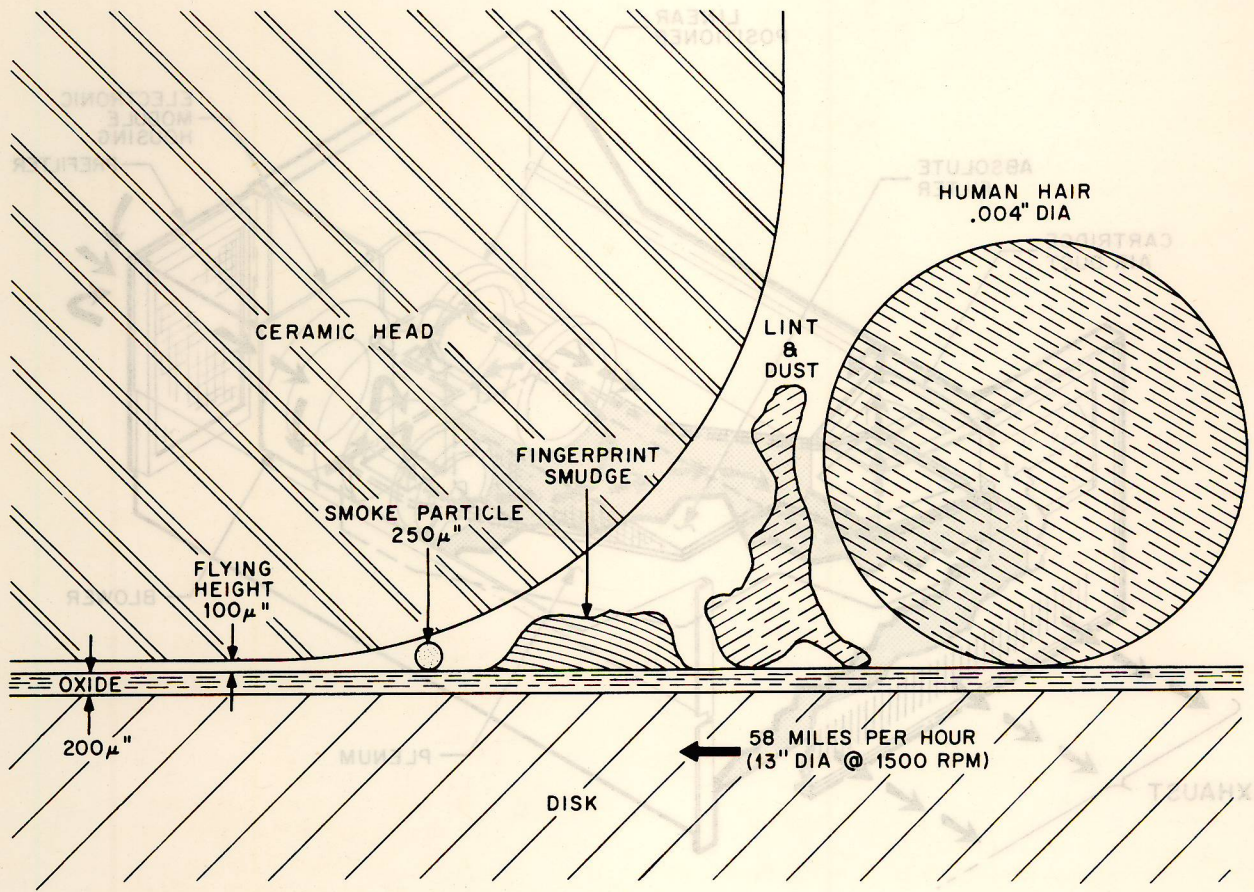 HUMAN HAIR
.004" DIA
CERAMIC HEAD
LINT
&
DUST
FINGERPRINT
SMUDGE
SMOKE PARTICLE
250µ"
FLYING
HEIGHT
100µ"
OXIDE
200µ"
58 MILES PER HOUR
(13" DIA @ 1500 RPM)
DISK